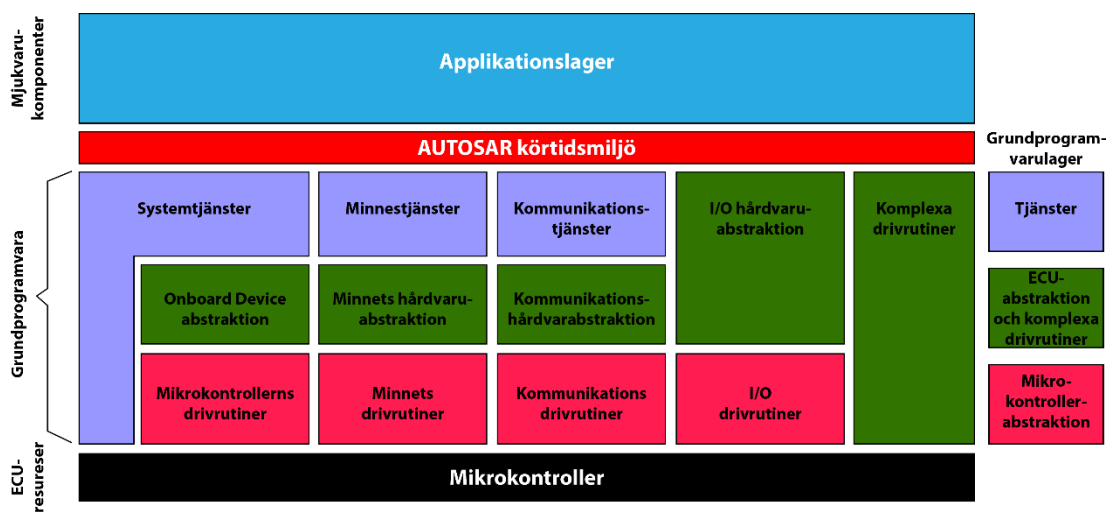 Mjukvaru-
komponenter
Applikationslager
AUTOSAR körtidsmiljö
Grundprogram-
varulager
Grundprogramvara
Systemtjänster
Minnestjänster
Kommunikations-
tjänster
I/O hårdvaru-
abstraktion
Komplexa
drivrutiner
Tjänster
Onboard Device
abstraktion
Minnets hårdvaru-
abstraktion
Kommunikations-
hårdvarabstraktion
ECU-
abstraktion
och komplexa
drivrutiner
Mikrokontrollerns
drivrutiner
Minnets
drivrutiner
Kommunikations
drivrutiner
I/O
drivrutiner
Mikro-
kontroller-
abstraktion
ECU-
resureser
Mikrokontroller